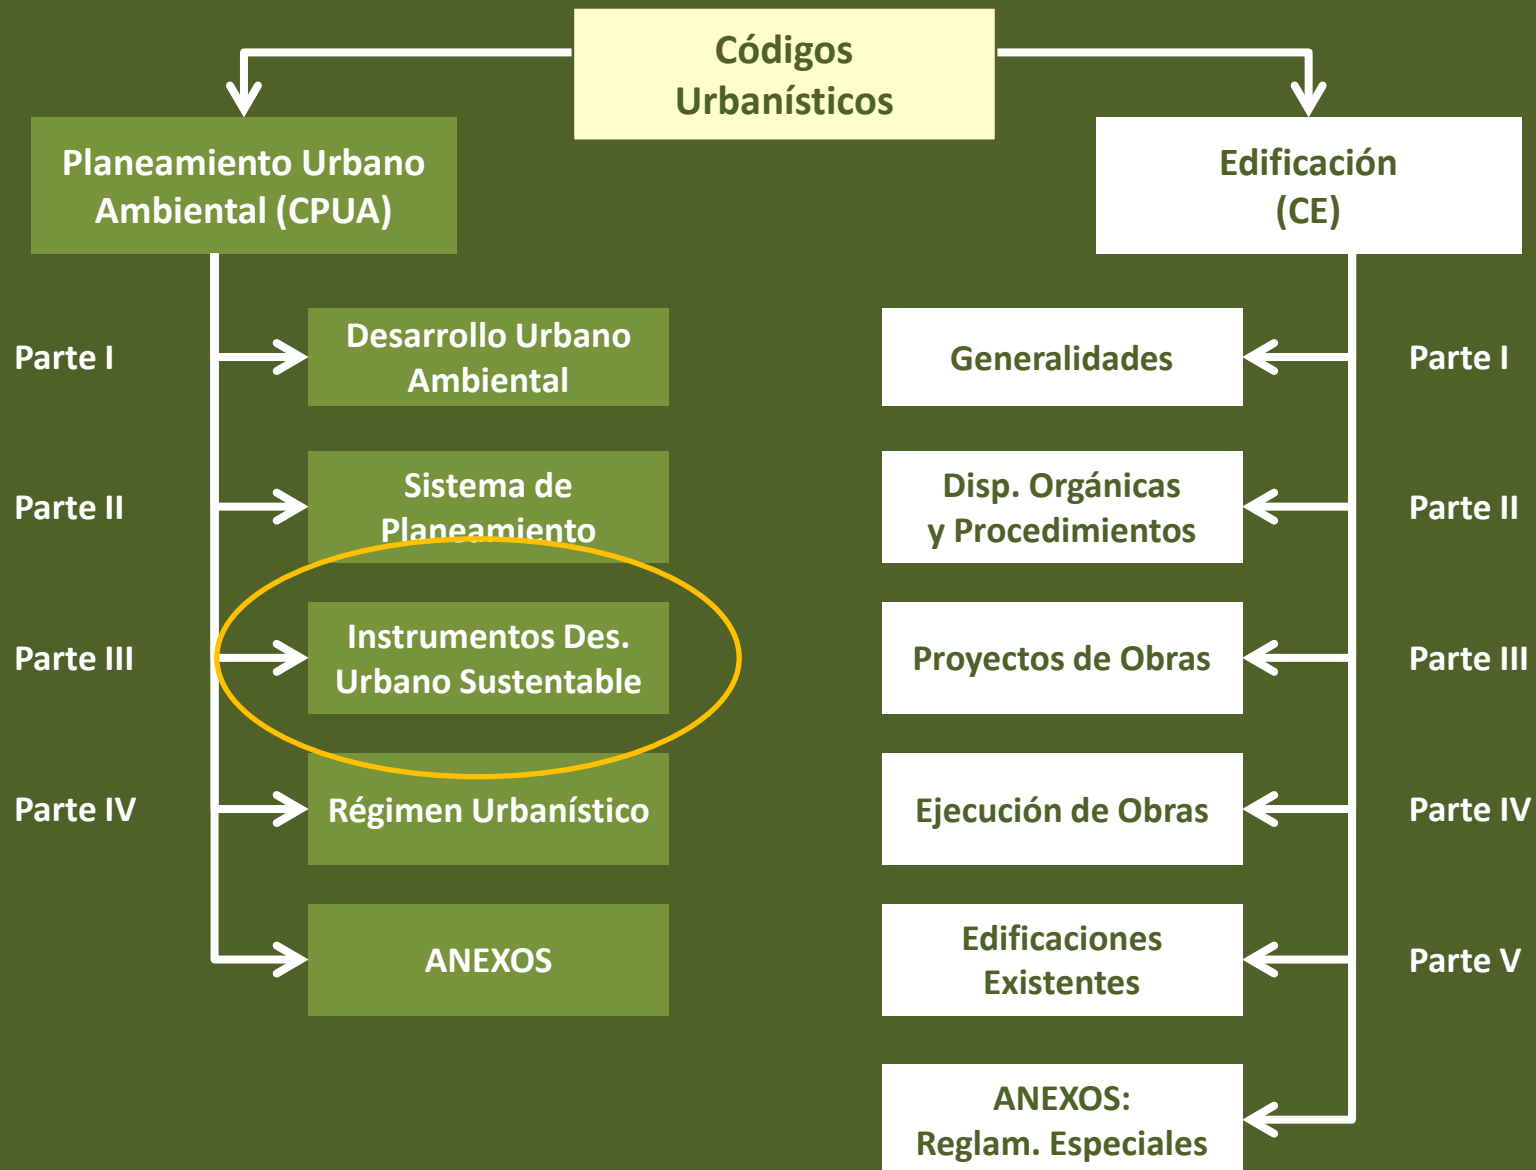 Códigos
Urbanísticos
Planeamiento Urbano
Ambiental (CPUA)
Parte I
Desarrollo Urbano
Ambiental
Parte II
Sistema de
Planeamiento
Parte III
Instrumentos Des.
Urbano Sustentable
Parte IV
Régimen Urbanístico
ANEXOS
Edificación
(CE)
Generalidades
Parte I
Disp. Orgánicas
y Procedimientos
Parte II
Proyectos de Obras
Parte III
Ejecución de Obras
Parte IV
Edificaciones
Existentes
Parte V
ANEXOS:
Reglam. Especiales